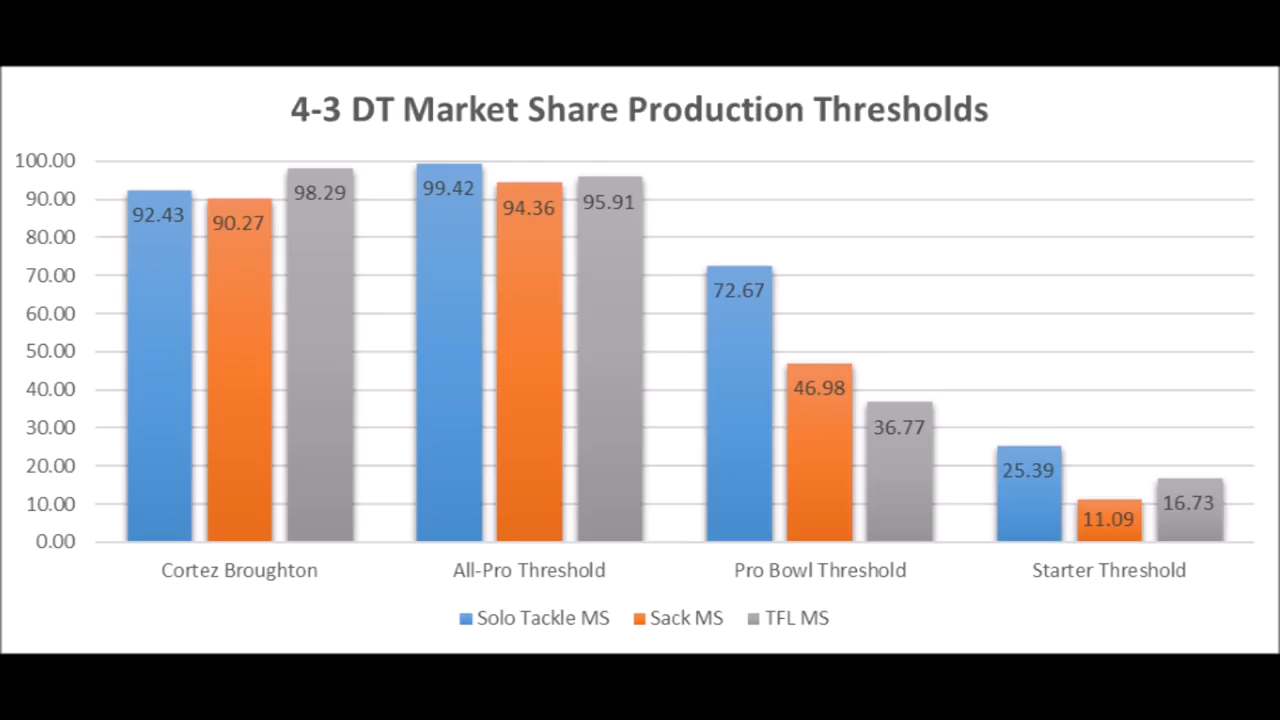 4-3 DT Market Share Production Thresholds
100.00
90.00
80.00
70.00
60.00
50.00
40.00
30.00
20.00
10.00
0.00
92.43
90.27
98.29
99.42
94.36
95.91
72.67
46.98
36.77
25.39
11.09
16.73
Cortez Broughton
All-Pro Threshold
Pro Bowl Threshold
Starter Threshold
Solo Tackle MS
Sack MS
TFL MS